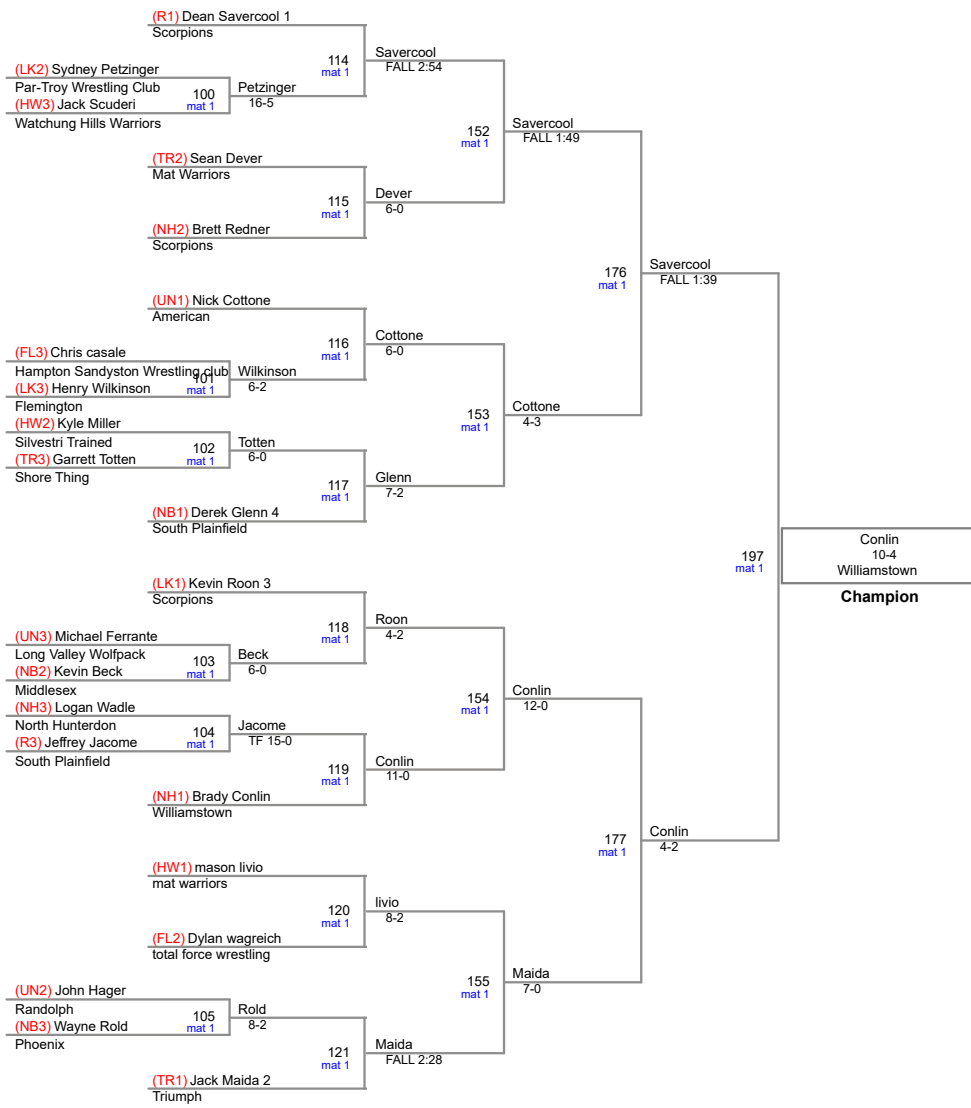 (R1) Dean Savercool 1
Scorpions
114
mat 1
Savercool
FALL 2:54
(LK2) Sydney Petzinger
Par-Troy Wrestling Club
100
mat 1
Petzinger
16-5
(HW3) Jack Scuderi
Watchung Hills Warriors
152
mat 1
Savercool
FALL 1:49
(TR2) Sean Dever
Mat Warriors
115
mat 1
Dever
6-0
(NH2) Brett Redner
Scorpions
176
mat 1
Savercool
FALL 1:39
(UN1) Nick Cottone
American
116
mat 1
Cottone
6-0
(FL3) Chris casale
Hampton Sandyston Wrestling club
101
mat 1
Wilkinson
6-2
(LK3) Henry Wilkinson
Flemington
153
mat 1
Cottone
4-3
(HW2) Kyle Miller
Silvestri Trained
102
mat 1
Totten
6-0
(TR3) Garrett Totten
Shore Thing
117
mat 1
Glenn
7-2
(NB1) Derek Glenn 4
South Plainfield
197
mat 1
Conlin
10-4
Williamstown
Champion
(LK1) Kevin Roon 3
Scorpions
118
mat 1
Roon
4-2
(UN3) Michael Ferrante
Long Valley Wolfpack
103
mat 1
Beck
6-0
(NB2) Kevin Beck
Middlesex
154
mat 1
Conlin
12-0
(NH3) Logan Wadle
North Hunterdon
104
mat 1
Jacome
TF 15-0
(R3) Jeffrey Jacome
South Plainfield
119
mat 1
Conlin
11-0
(NH1) Brady Conlin
Williamstown
177
mat 1
Conlin
4-2
(HW1) mason livio
mat warriors
120
mat 1
livio
8-2
(FL2) Dylan wagreich
total force wrestling
155
mat 1
Maida
7-0
(UN2) John Hager
Randolph
105
mat 1
Rold
8-2
(NB3) Wayne Rold
Phoenix
121
mat 1
Maida
FALL 2:28
(TR1) Jack Maida 2
Triumph